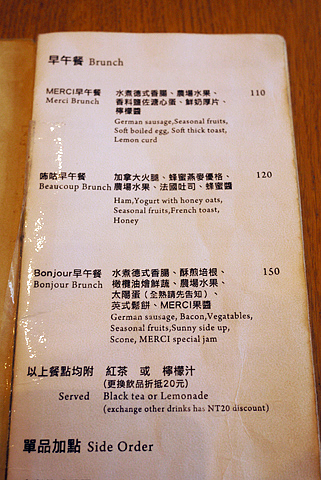 早午餐 Brunch
MERCI早午餐 水煮德式香腸、農場水果、 110
Merci Brunch 香料鹽佐溏心蛋、鮮奶厚片、
檸檬醬
German sausage,Seasonal fruits,
Soft boiled egg, Soft thick toast,
Lemon curd
咘咕早午餐 加拿大火腿、蜂蜜燕麥優格、 120
Beaucoup Brunch 農場水果、法國吐司、蜂蜜醬
Ham,Yogurt with honey oats,
Seasonal fruits,French toast,
Honey
Bonjour早午餐 水煮德式香腸、酥煎培根、 150
Bonjour Brunch 橄欖油燴鮮蔬、農場水果、
太陽蛋(全熟請先告知)、
英式鬆餅、MERCI果醬
German sausage, Bacon,Vegatables,
Seasonal fruits,Sunny side up,
Scone, MERCI special jam
以上餐點均附 紅茶 或 檸檬汁
(更換飲品折抵20元)
Served Black tea or Lemonade
(exchange other drinks has NT20 discount)
單品加點 Side Order